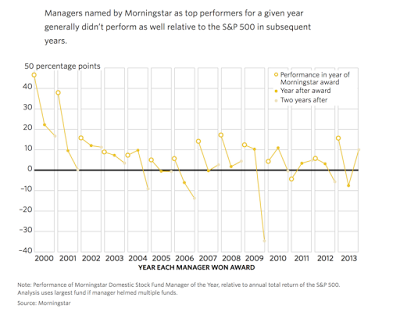 Managers named by Morningstar as top performers for a given year
generally didn't perform as well relative to the S&P 500 in subsequent
years.
50 percentage points
Performance in year of
Morningstar award
Year after award
Two years after
40
30
20
10
0
−10
−20
−30
−40
2000 2001 2002 2003 2004 2005 2006 2007 2008 2009 2010 2011 2012 2013
YEAR EACH MANAGER WON AWARD
Note: Performance of Morningstar Domestic Stock Fund Manager of the Year, relative to annual total return of the S&P 500.
Analysis uses largest fund if manager helmed multiple funds.
Source: Morningstar